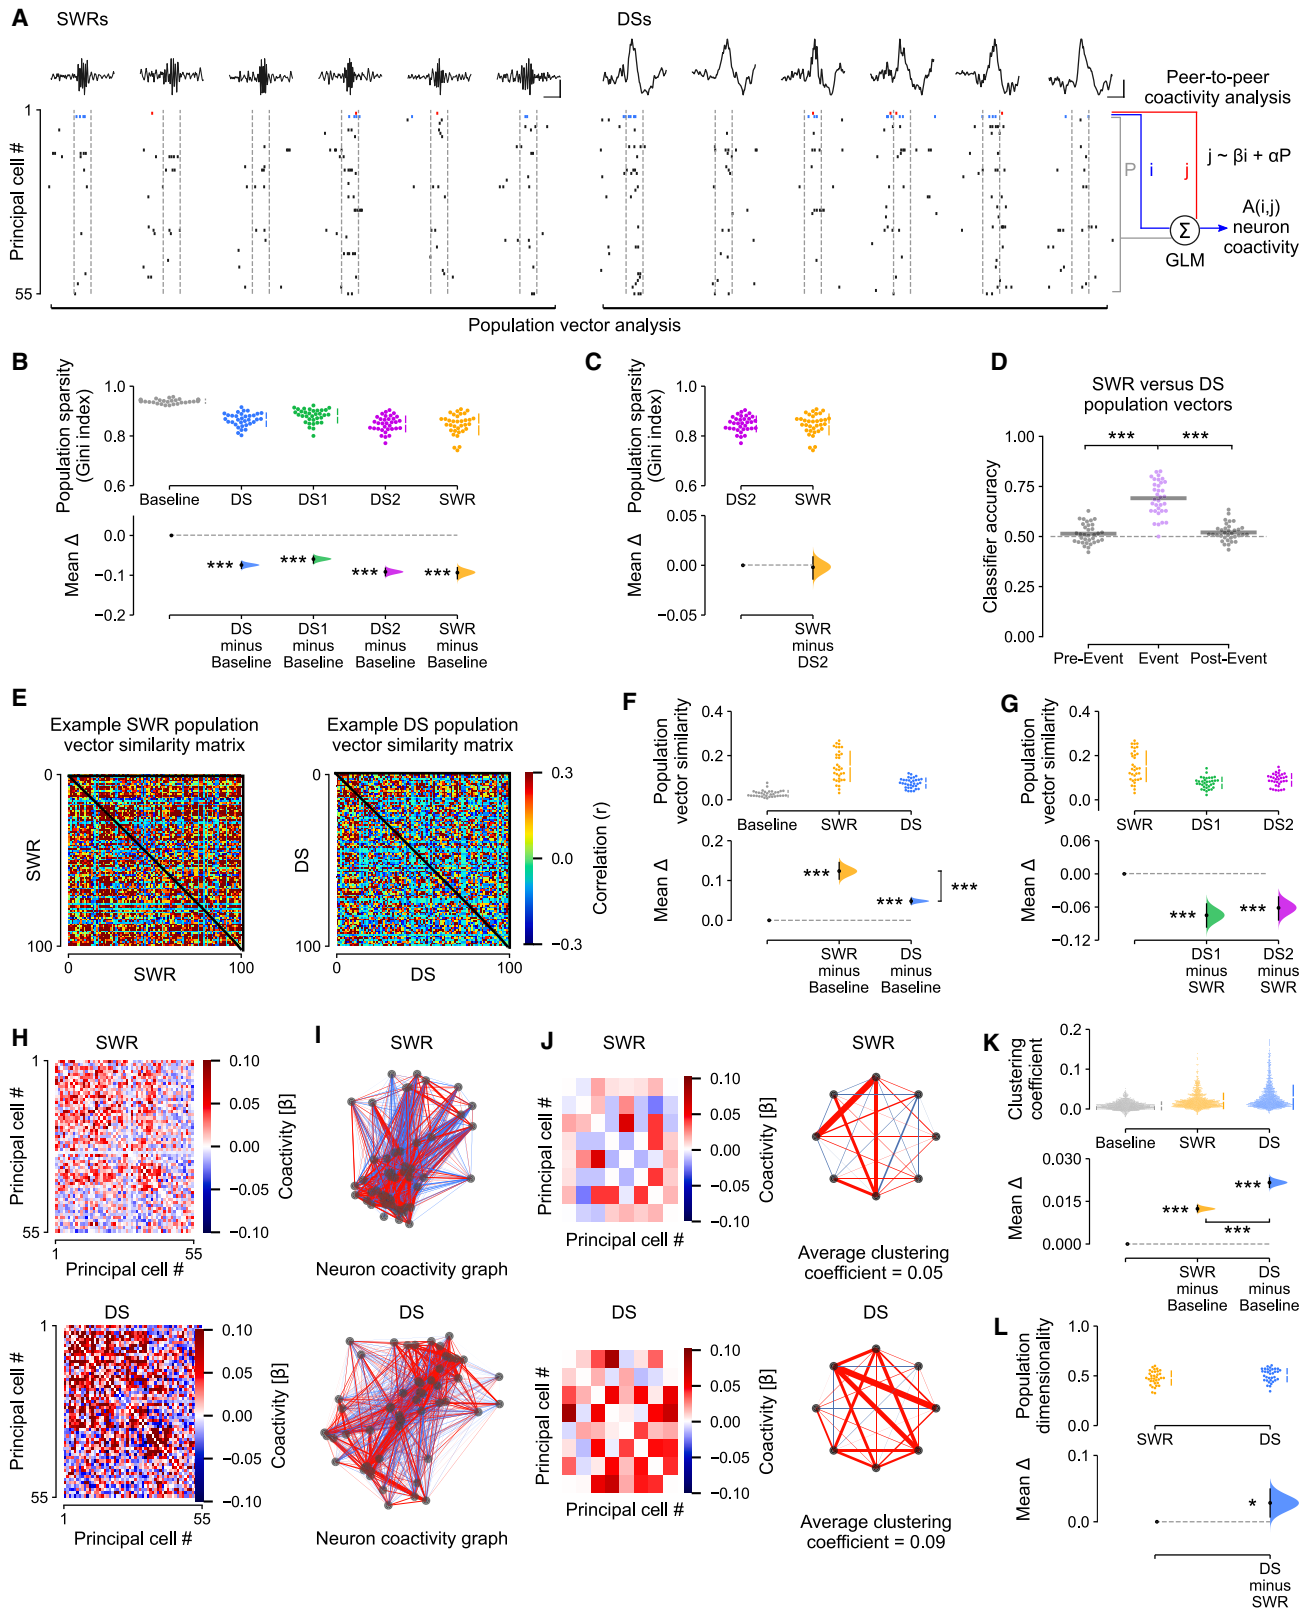 A
SWRs
DSs
Peer-to-peer
coactivity analysis
1
Principal cell #
55
P
i
j
j ~ βi + αP
Σ
GLM
A(i,j)
neuron
coactivity
Population vector analysis
B
Population sparsity
(Gini index)
1.0
0.8
0.6
Baseline
DS
DS1
DS2
SWR
Mean Δ
0.0
−0.1
−0.2
***
***
***
***
DS
minus
Baseline
DS1
minus
Baseline
DS2
minus
Baseline
SWR
minus
Baseline
C
Population sparsity
(Gini index)
1.0
0.8
0.6
DS2
SWR
Mean Δ
0.05
0.00
−0.05
SWR
minus
DS2
D
SWR versus DS
population vectors
Classifier accuracy
1.00
0.75
0.50
0.25
0.00
***
***
Pre-Event
Event
Post-Event
E
Example SWR population
vector similarity matrix
0
SWR
100
0
SWR
100
Example DS population
vector similarity matrix
0
DS
100
0
DS
100
0.3
0.0
−0.3
Correlation (r)
F
Population
vector similarity
0.4
0.2
0.0
Baseline
SWR
DS
Mean Δ
0.2
0.1
0.0
***
***
***
SWR
minus
Baseline
DS
minus
Baseline
G
Population
vector similarity
0.4
0.2
0.0
SWR
DS1
DS2
Mean Δ
0.06
0.00
−0.06
−0.12
***
***
DS1
minus
SWR
DS2
minus
SWR
H
SWR
1
Principal cell #
55
1
55
Principal cell #
0.10
0.05
0.00
−0.05
−0.10
Coactivity [β]
DS
1
Principal cell #
55
1
55
Principal cell #
0.10
0.05
0.00
−0.05
−0.10
Coactivity [β]
I
SWR
Neuron coactivity graph
DS
Neuron coactivity graph
J
SWR
Principal cell #
Principal cell #
0.10
0.05
0.00
−0.05
−0.10
Coactivity [β]
SWR
Average clustering
coefficient = 0.05
DS
Principal cell #
Principal cell #
0.10
0.05
0.00
−0.05
−0.10
Coactivity [β]
DS
Average clustering
coefficient = 0.09
K
Clustering
coefficient
0.2
0.1
0.0
Baseline
SWR
DS
Mean Δ
0.030
0.015
0.000
***
***
***
SWR
minus
Baseline
DS
minus
Baseline
L
Population
dimensionality
1.0
0.5
0.0
SWR
DS
Mean Δ
0.1
0.0
*
DS
minus
SWR